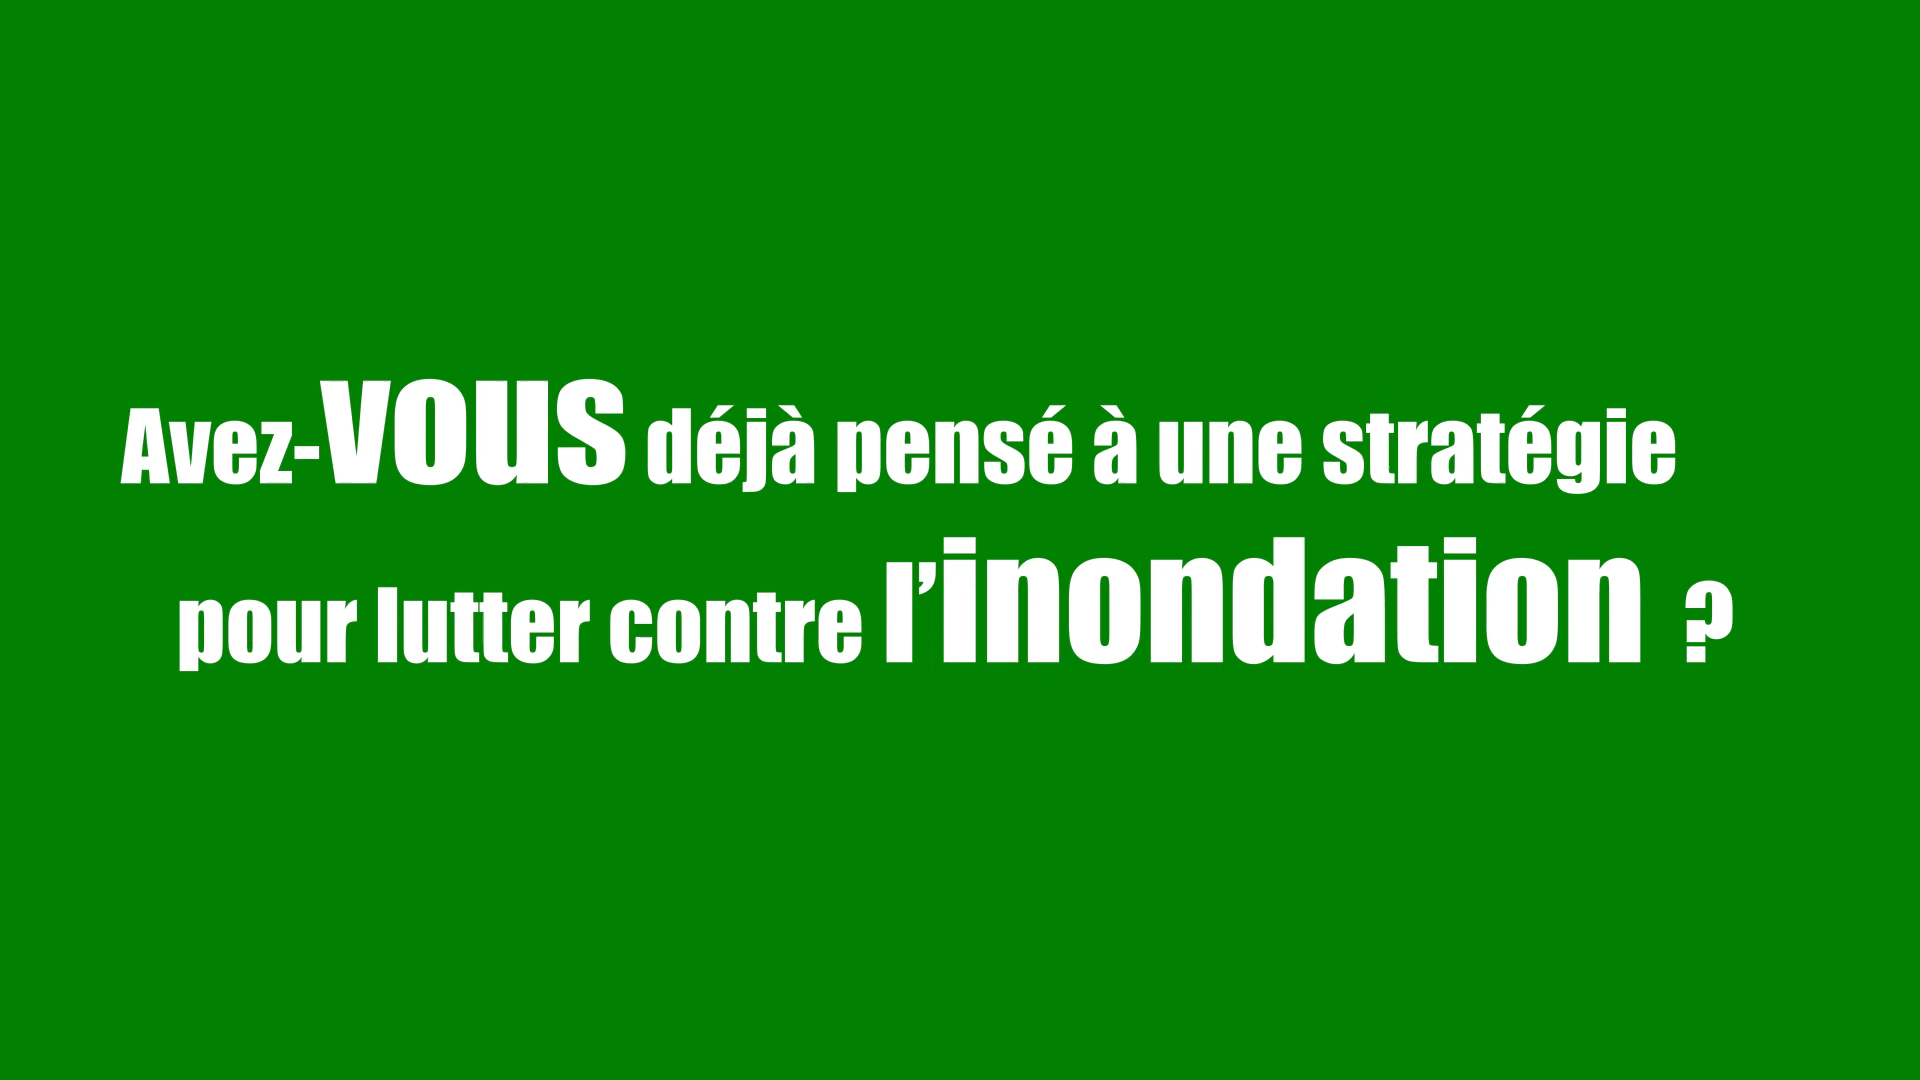 Avez-vous déjà pensé à une stratégie
pour lutter contre l’inondation ?